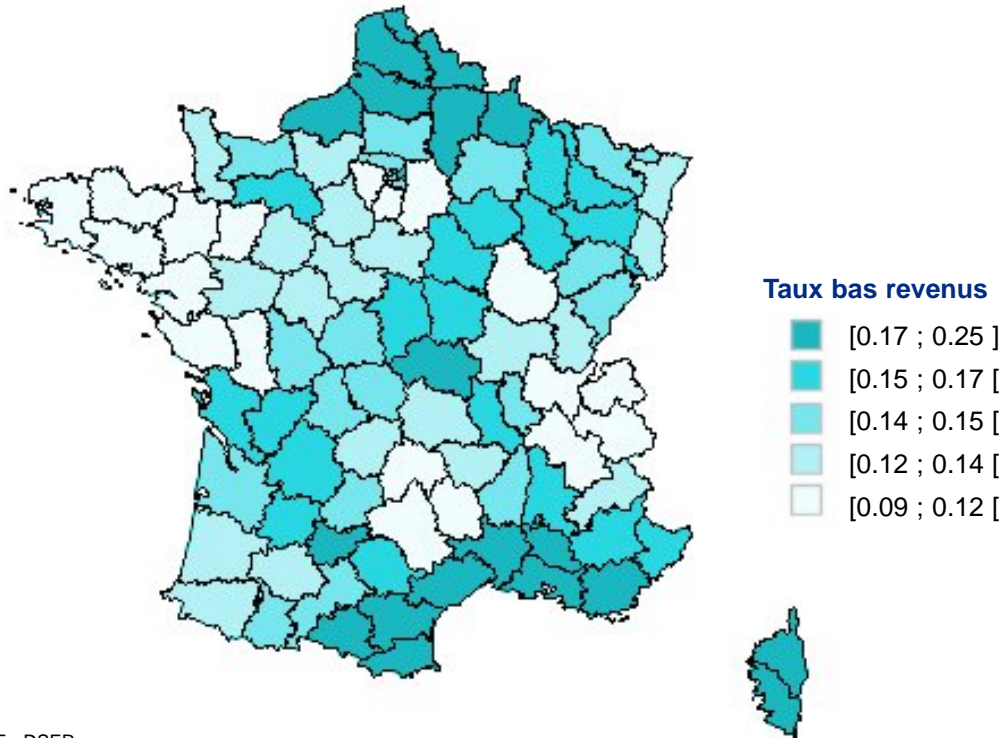 Taux bas revenus
[0.17 ; 0.25 ]
[0.15 ; 0.17 [
[0.14 ; 0.15 [
[0.12 ; 0.14 [
[0.09 ; 0.12 [